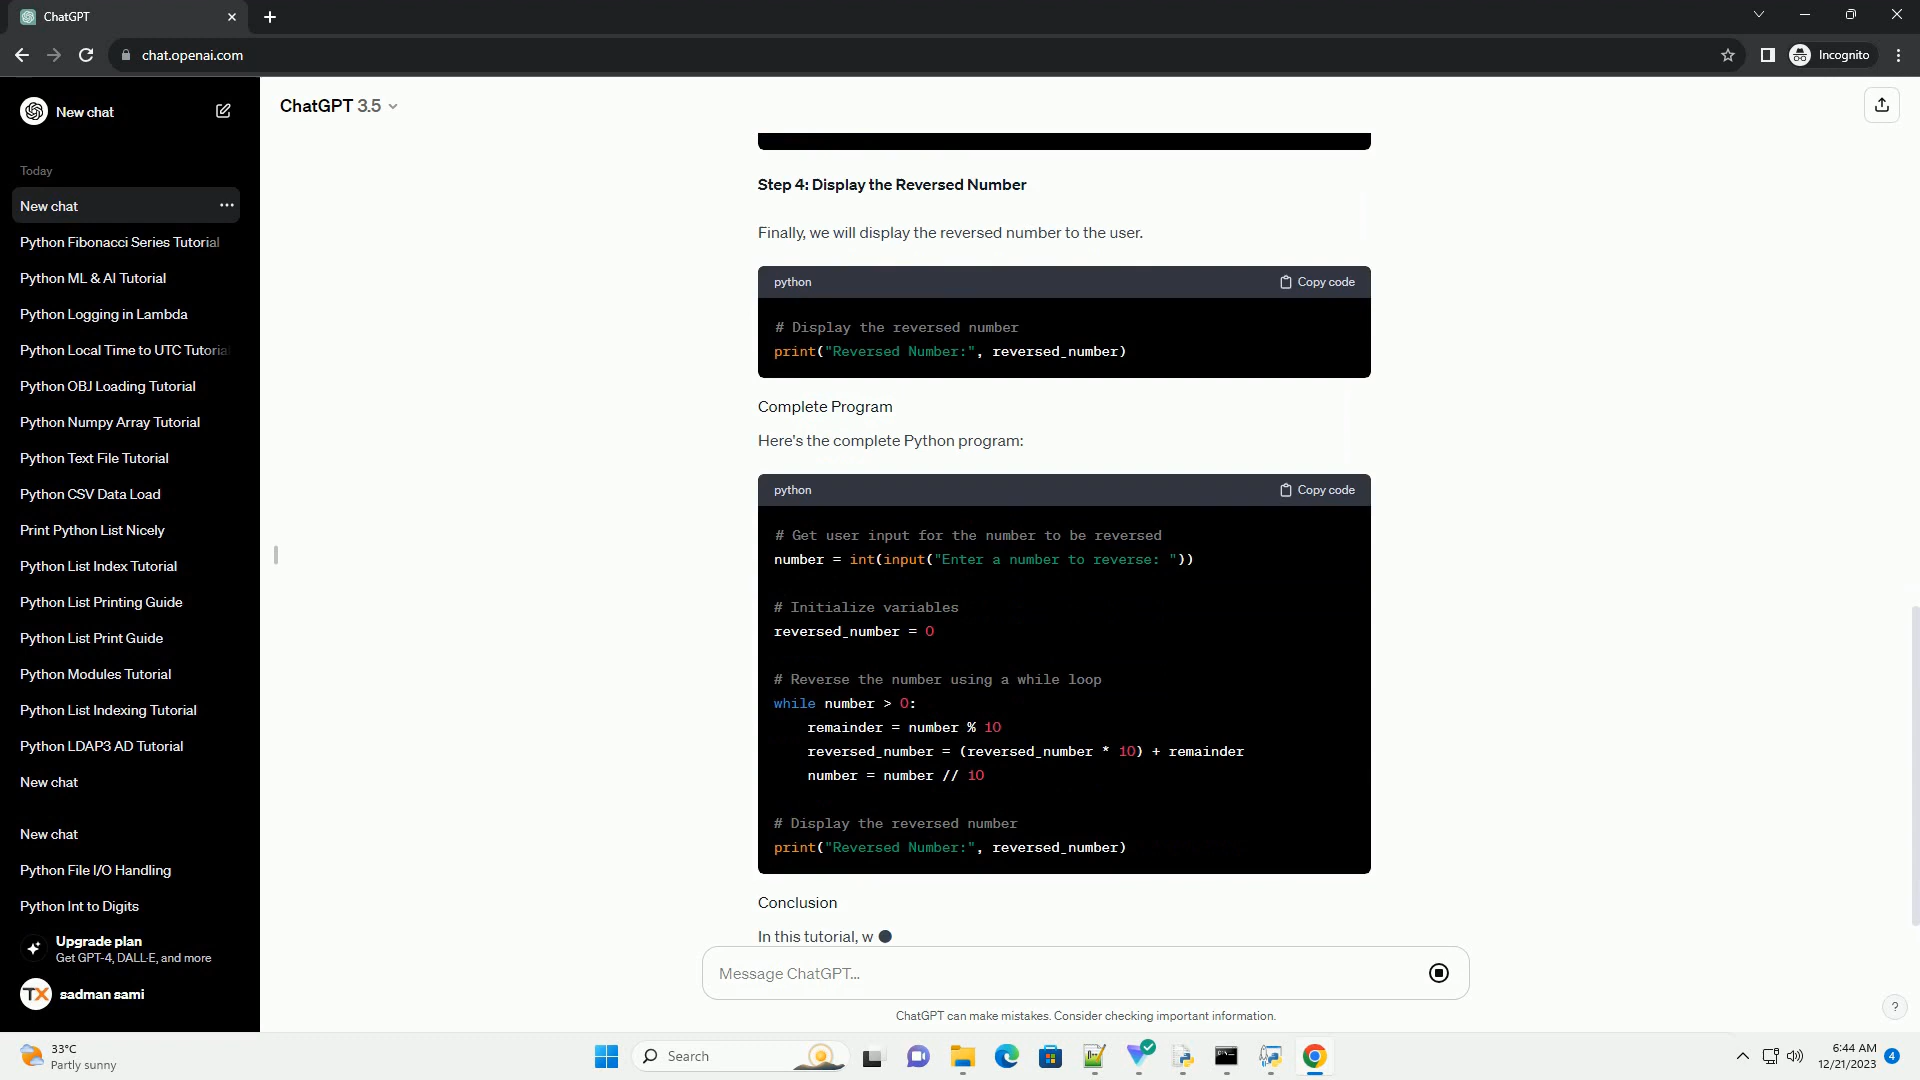 ChatGPT
chat.openai.com
Incognito
New chat
ChatGPT 3.5
Today
New chat
Python Fibonacci Series Tutorial
Python ML & AI Tutorial
Python Logging in Lambda
Python Local Time to UTC Tutoria
Python OBJ Loading Tutorial
Python Numpy Array Tutorial
Python Text File Tutorial
Python CSV Data Load
Print Python List Nicely
Python List Index Tutorial
Python List Printing Guide
Python List Print Guide
Python Modules Tutorial
Python List Indexing Tutorial
Python LDAP3 AD Tutorial
New chat
New chat
Python File I/O Handling
Python Int to Digits
Upgrade plan
Get GPT-4, DALL·E, and more
TX sadman sami
Step 4: Display the Reversed Number
Finally, we will display the reversed number to the user.
python Copy code
# Display the reversed number
print("Reversed Number:", reversed_number)
Complete Program
Here's the complete Python program:
python Copy code
# Get user input for the number to be reversed
number = int(input("Enter a number to reverse: "))
# Initialize variables
reversed_number = 0
# Reverse the number using a while loop
while number > 0:
    remainder = number % 10
    reversed_number = (reversed_number * 10) + remainder
    number = number // 10
# Display the reversed number
print("Reversed Number:", reversed_number)
Conclusion
In this tutorial, w
Message ChatGPT...
ChatGPT can make mistakes. Consider checking important information.
?
33°C
Partly sunny
Search
6:44 AM
12/21/2023
4